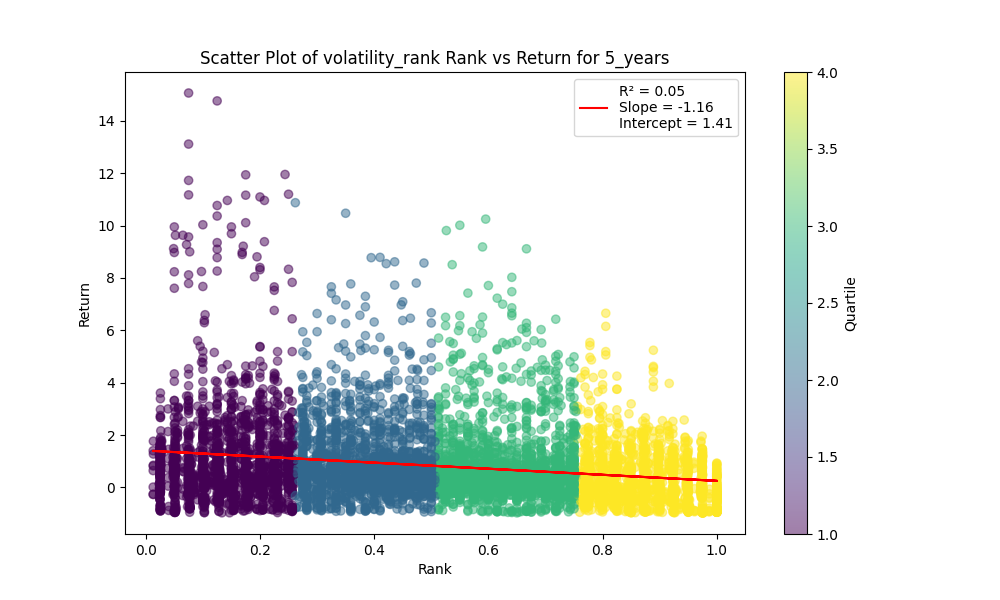 Scatter Plot of volatility_rank Rank vs Return for 5_years
R² = 0.05
Slope = -1.16
Intercept = 1.41
Return
14
12
10
8
6
4
2
0
0.0 0.2 0.4 0.6 0.8 1.0
Rank
4.0
3.5
3.0
2.5
2.0
1.5
1.0
Quartile